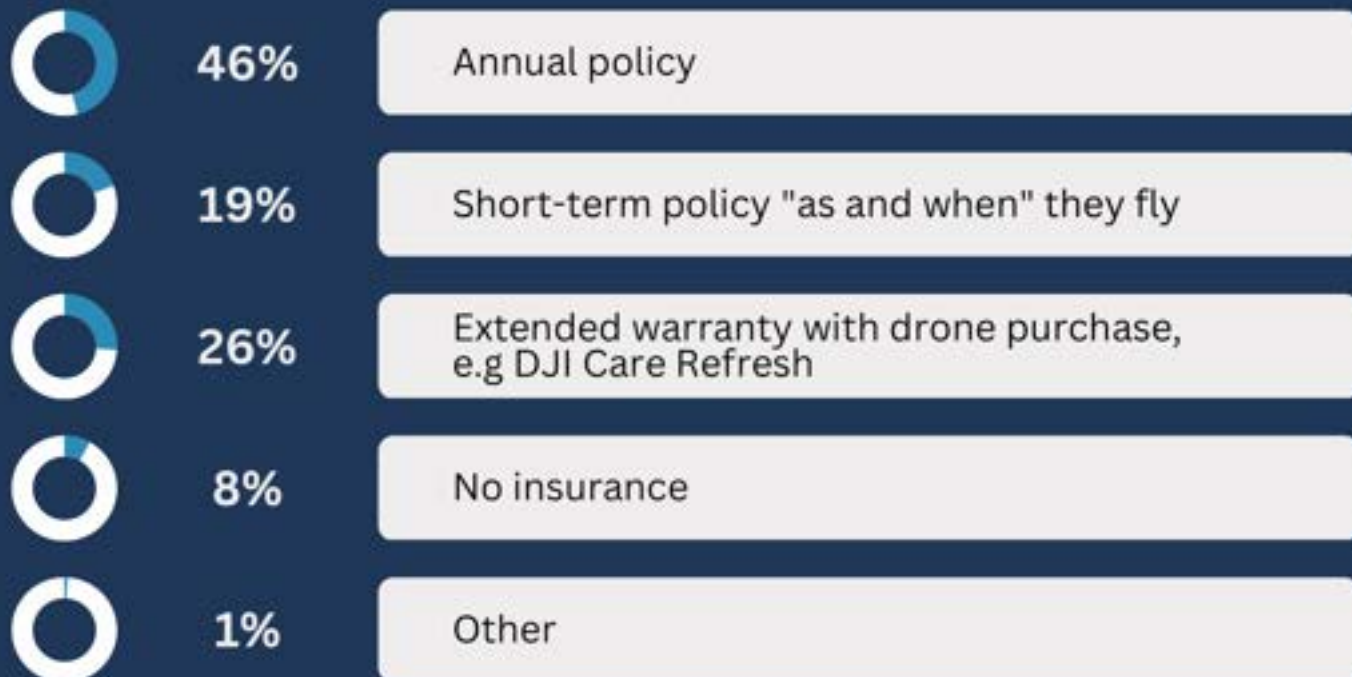 46%
Annual policy
19%
Short-term policy "as and when" they fly
26%
Extended warranty with drone purchase,
e.g DJI Care Refresh
8%
No insurance
1%
Other